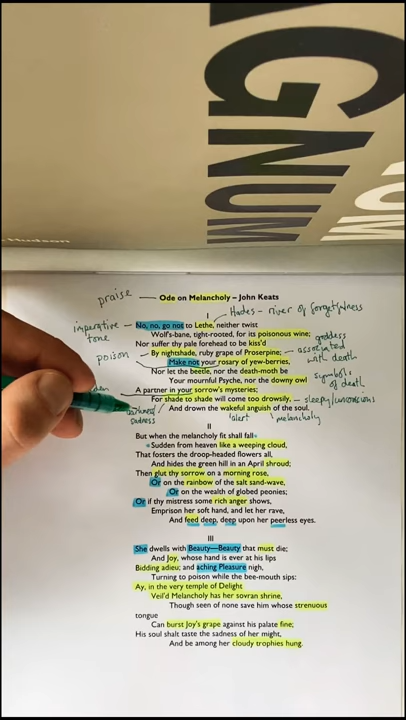 GNUM
GNUM
Hudson
praise
Ode on Melancholy – John Keats
Hades - river of forgetfulness
I
imperative tone
No, no, go not to Lethe, neither twist
Wolf's-bane, tight-rooted, for its poisonous wine;
Nor suffer thy pale forehead to be kiss'd
goddess associated with death
poison
By nightshade, ruby grape of Proserpine;
Make not your rosary of yew-berries,
Nor let the beetle, nor the death-moth be
symbols of death
Your mournful Psyche, nor the downy owl
A partner in your sorrow's mysteries;
For shade to shade will come too drowsily,
sleepy/unconscious
darkness
sadness
And drown the wakeful anguish of the soul.
alert
melancholy
II
But when the melancholy fit shall fall
Sudden from heaven like a weeping cloud,
That fosters the droop-headed flowers all,
And hides the green hill in an April shroud;
Then glut thy sorrow on a morning rose,
Or on the rainbow of the salt sand-wave,
Or on the wealth of globed peonies;
Or if thy mistress some rich anger shows,
Emprison her soft hand, and let her rave,
And feed deep, deep upon her peerless eyes.
III
She dwells with Beauty—Beauty that must die;
And Joy, whose hand is ever at his lips
Bidding adieu; and aching Pleasure nigh,
Turning to poison while the bee-mouth sips:
Ay, in the very temple of Delight
Veil'd Melancholy has her sovran shrine,
Though seen of none save him whose strenuous
tongue
Can burst Joy's grape against his palate fine;
His soul shalt taste the sadness of her might,
And be among her cloudy trophies hung.